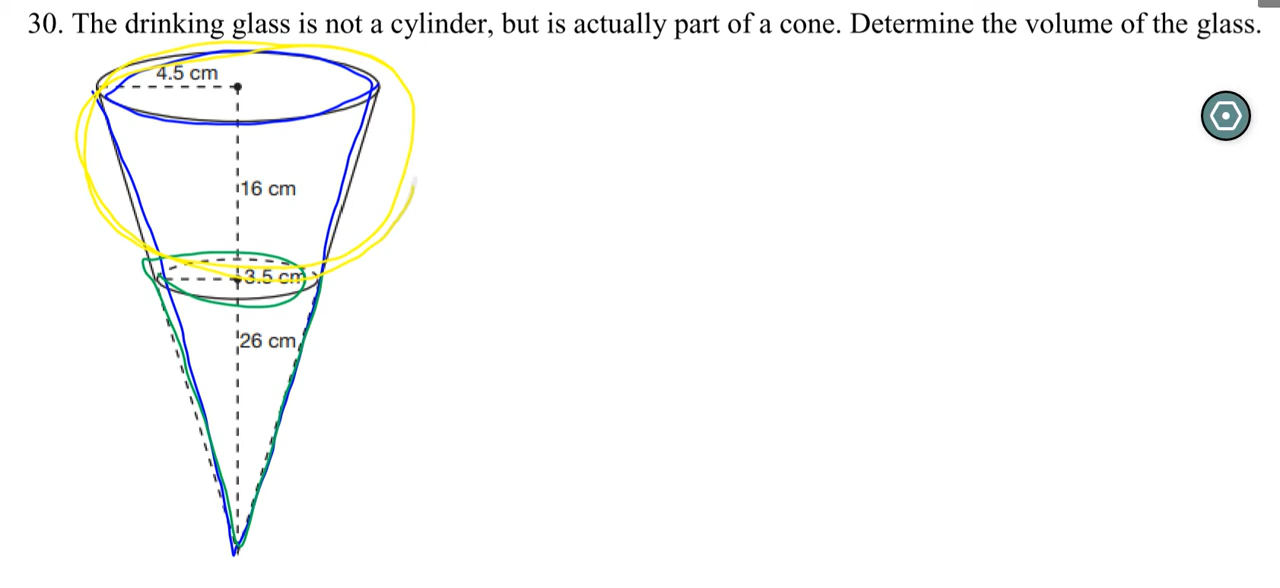 30. The drinking glass is not a cylinder, but is actually part of a cone. Determine the volume of the glass.
4.5 cm
16 cm
3.5 cm
26 cm